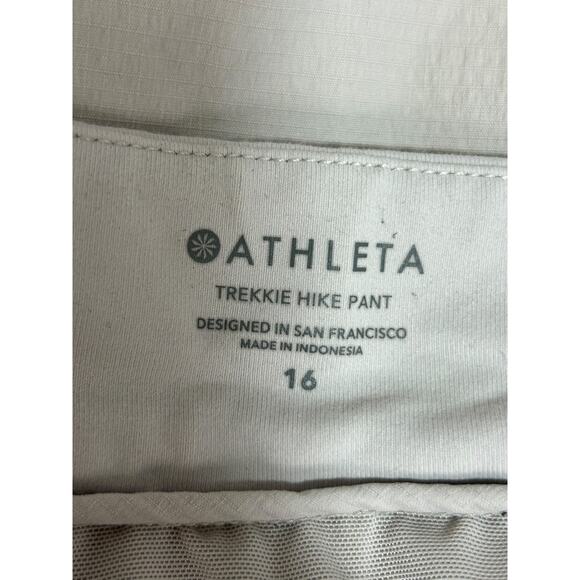 ATHLETA
TREKKIE HIKE PANT
DESIGNED IN SAN FRANCISCO
MADE IN INDONESIA
16